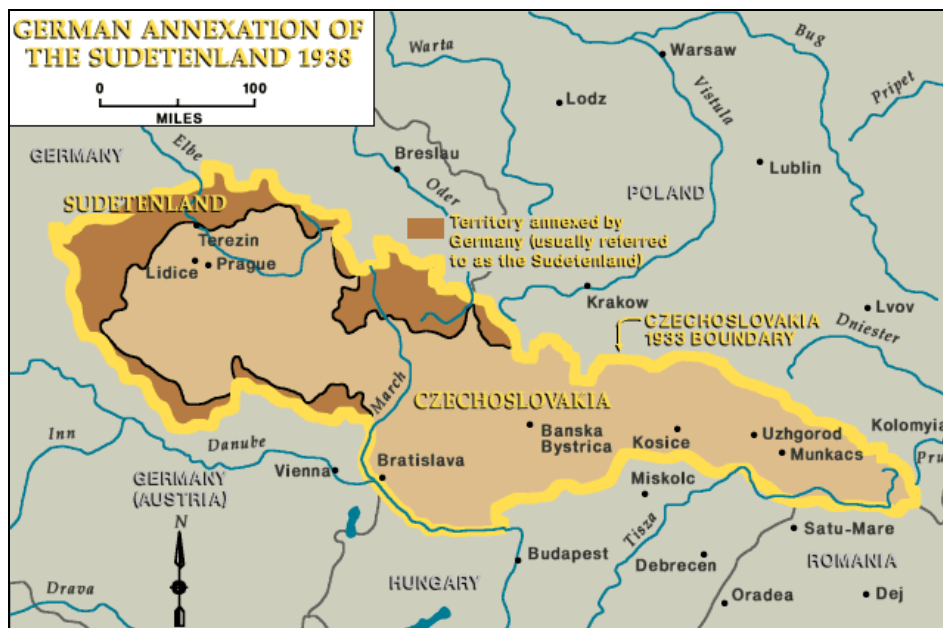 GERMAN ANNEXATION OF
THE SUDETENLAND 1938
0 100
MILES
Warta
Warsaw
Bug
Pripet
Lodz
Vistula
GERMANY
Elbe
Breslau
Oder
Lublin
POLAND
SUDETENLAND
Territory annexed by
Germany (usually referred
to as the Sudetenland)
Terezin
Lidice
Prague
Krakow
Lvov
CZECHOSLOVAKIA
1933 BOUNDARY
Dniester
March
CZECHOSLOVAKIA
Inn
Danube
Banska
Bystrica
Kosice
Uzhgorod
Kolomyia
Munkacs
Pru
Vienna
Bratislava
GERMANY
(AUSTRIA)
Miskolc
N
Tisza
Satu-Mare
Budapest
Debrecen
ROMANIA
HUNGARY
Drava
Oradea
Dej